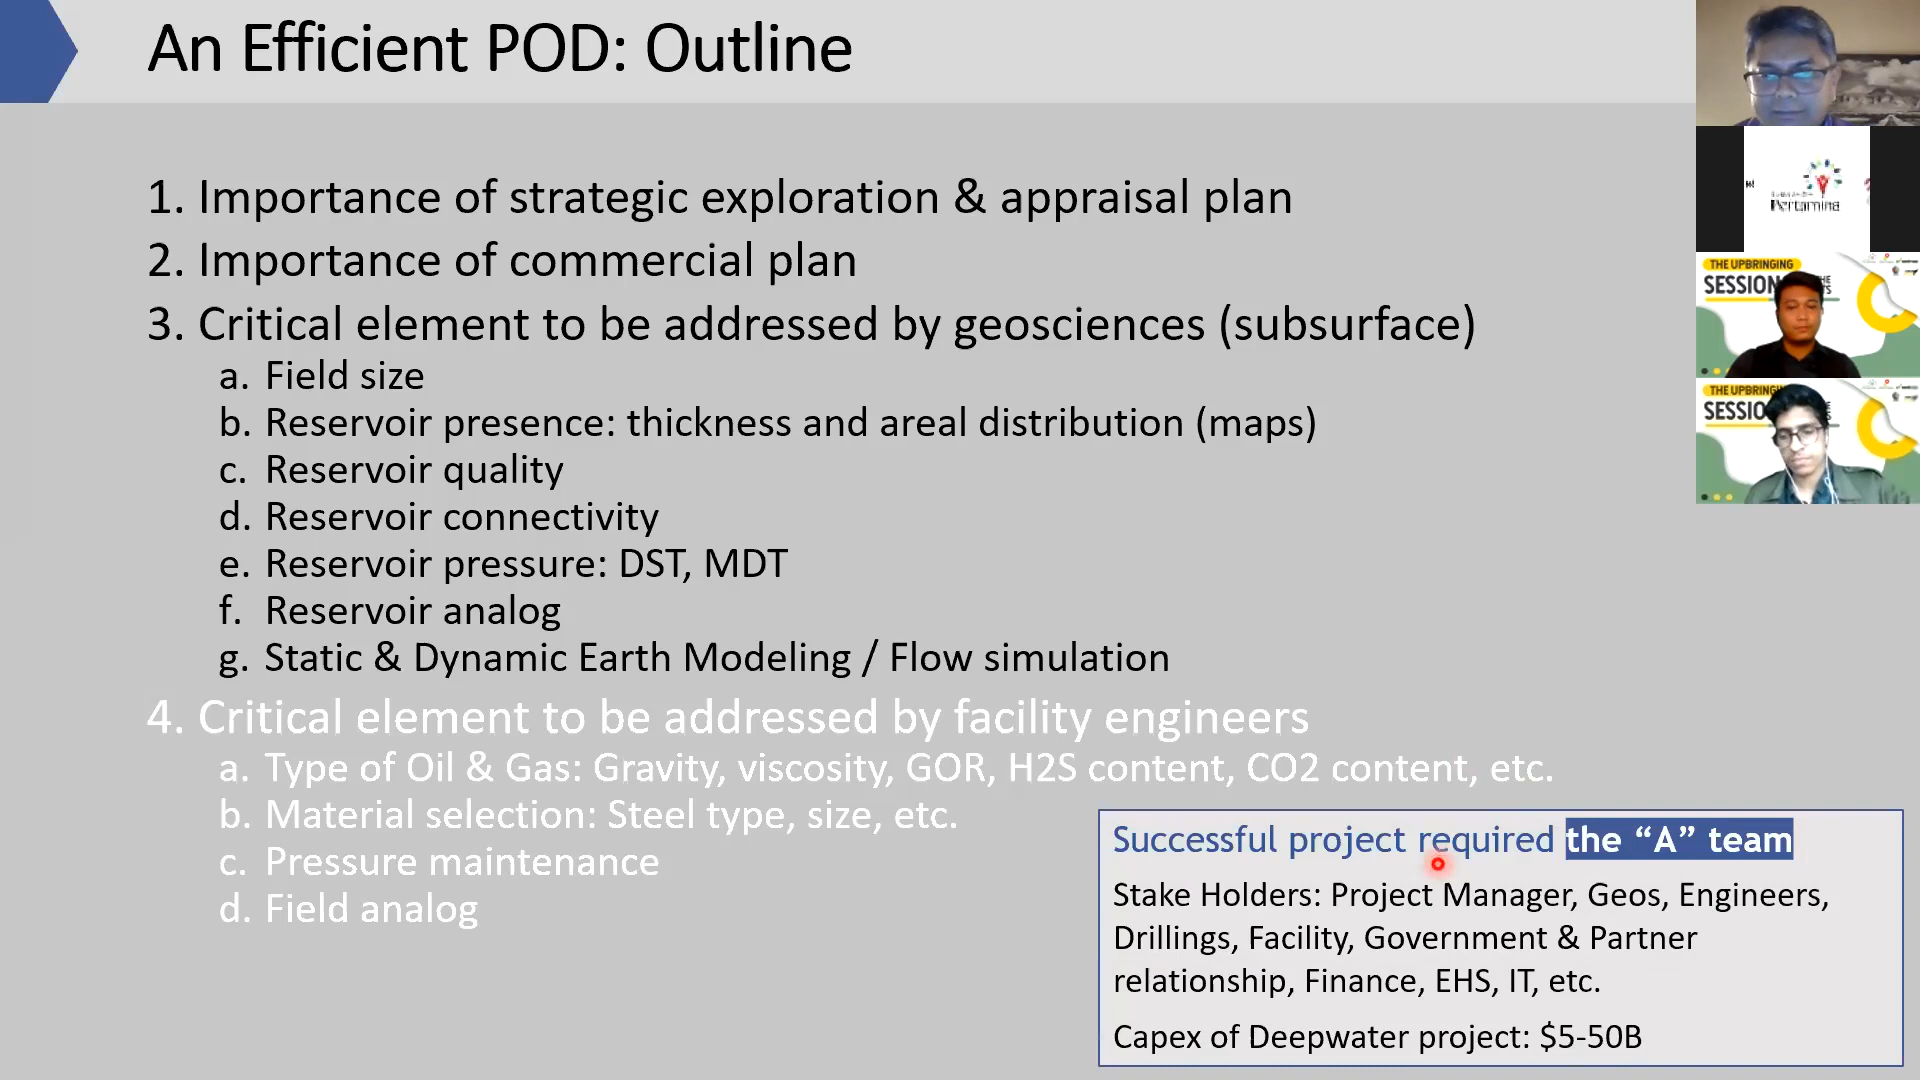 An Efficient POD: Outline
1. Importance of strategic exploration & appraisal plan
2. Importance of commercial plan
3. Critical element to be addressed by geosciences (subsurface)
a. Field size
b. Reservoir presence: thickness and areal distribution (maps)
c. Reservoir quality
d. Reservoir connectivity
e. Reservoir pressure: DST, MDT
f. Reservoir analog
g. Static & Dynamic Earth Modeling / Flow simulation
4. Critical element to be addressed by facility engineers
a. Type of Oil & Gas: Gravity, viscosity, GOR, H2S content, CO2 content, etc.
b. Material selection: Steel type, size, etc.
c. Pressure maintenance
d. Field analog
Successful project required the “A” team
Stake Holders: Project Manager, Geos, Engineers,
Drillings, Facility, Government & Partner
relationship, Finance, EHS, IT, etc.
Capex of Deepwater project: $5-50B
Pertamina
THE UPBRINGING
SESSION
THE UPBRINGING
SESSION